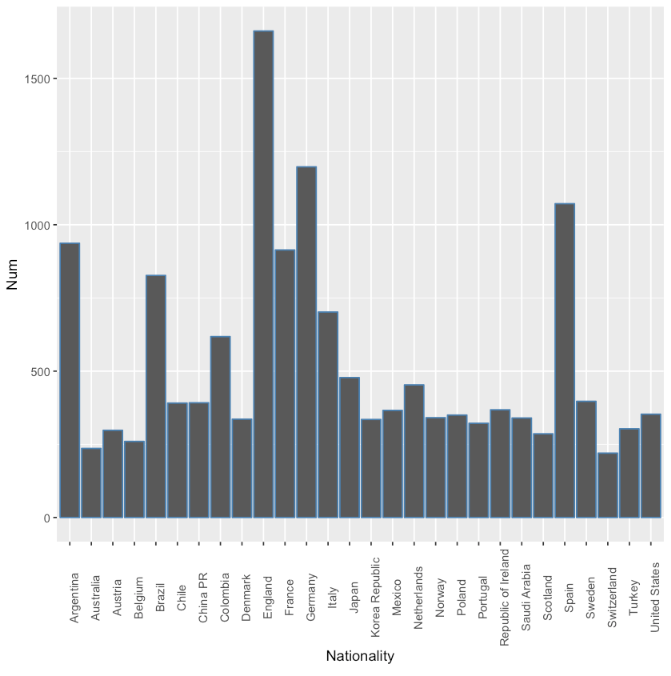 1500
1000
500
0
Num
Argentina
Australia
Austria
Belgium
Brazil
Chile
China PR
Colombia
Denmark
England
France
Germany
Italy
Japan
Korea Republic
Mexico
Netherlands
Norway
Poland
Portugal
Republic of Ireland
Saudi Arabia
Scotland
Spain
Sweden
Switzerland
Turkey
United States
Nationality